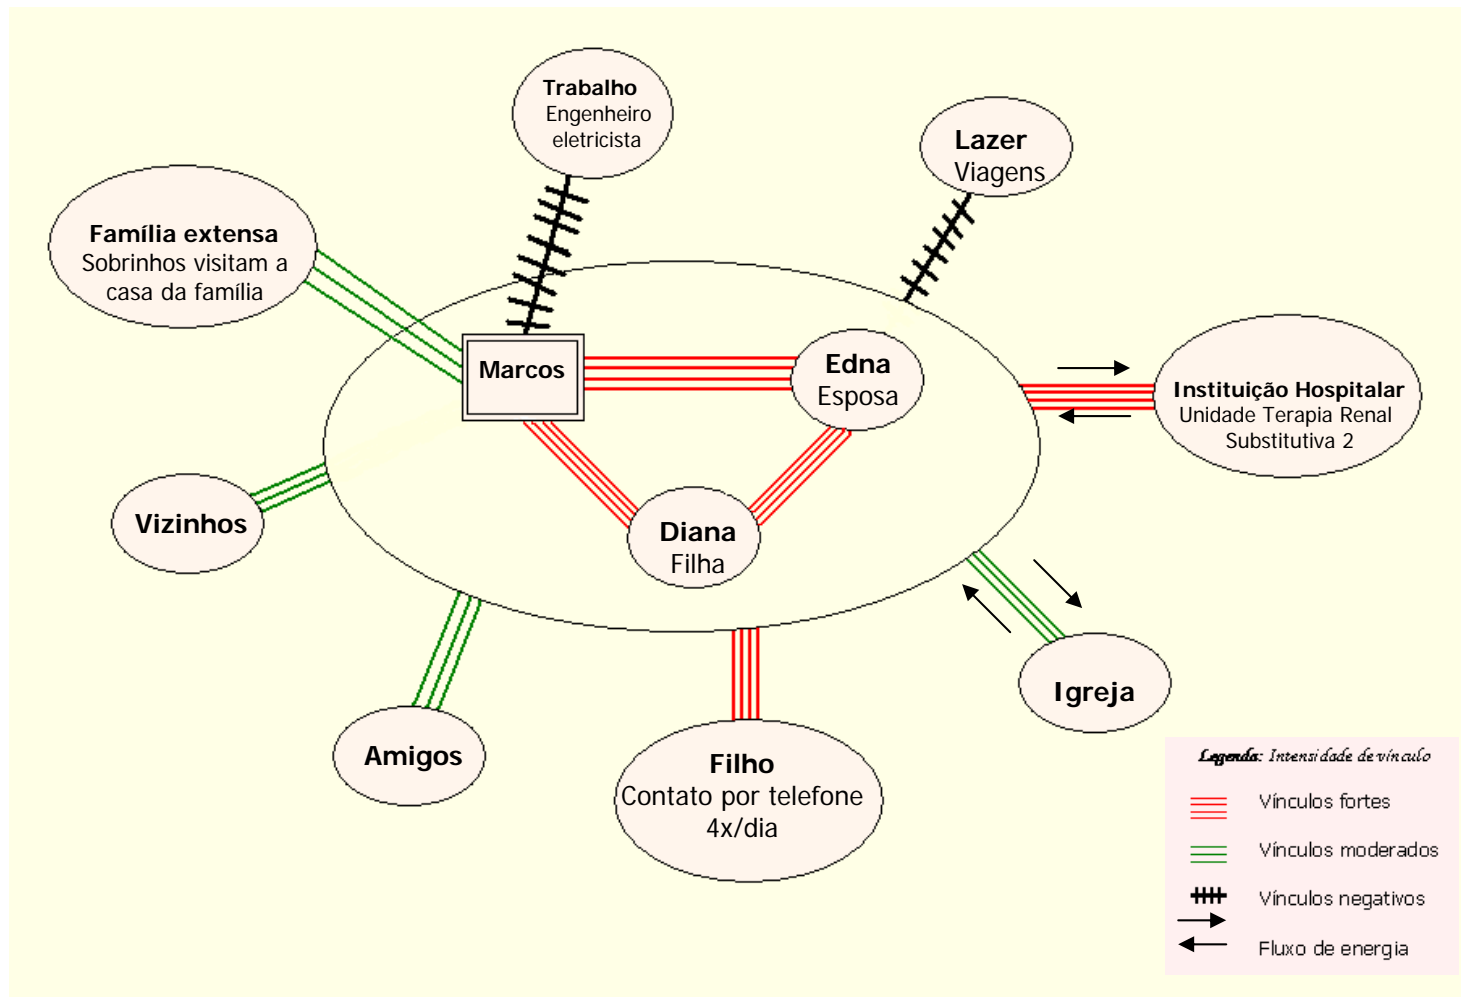 Trabalho
Engenheiro
eletricista
Lazer
Viagens
Família extensa
Sobrinhos visitam a
casa da família
Marcos
Edna
Esposa
Instituição Hospitalar
Unidade Terapia Renal
Substitutiva 2
Vizinhos
Diana
Filha
Igreja
Amigos
Filho
Contato por telefone
4x/dia
Legenda: Intensidade de vínculo
Vínculos fortes
Vínculos moderados
Vínculos negativos
Fluxo de energia